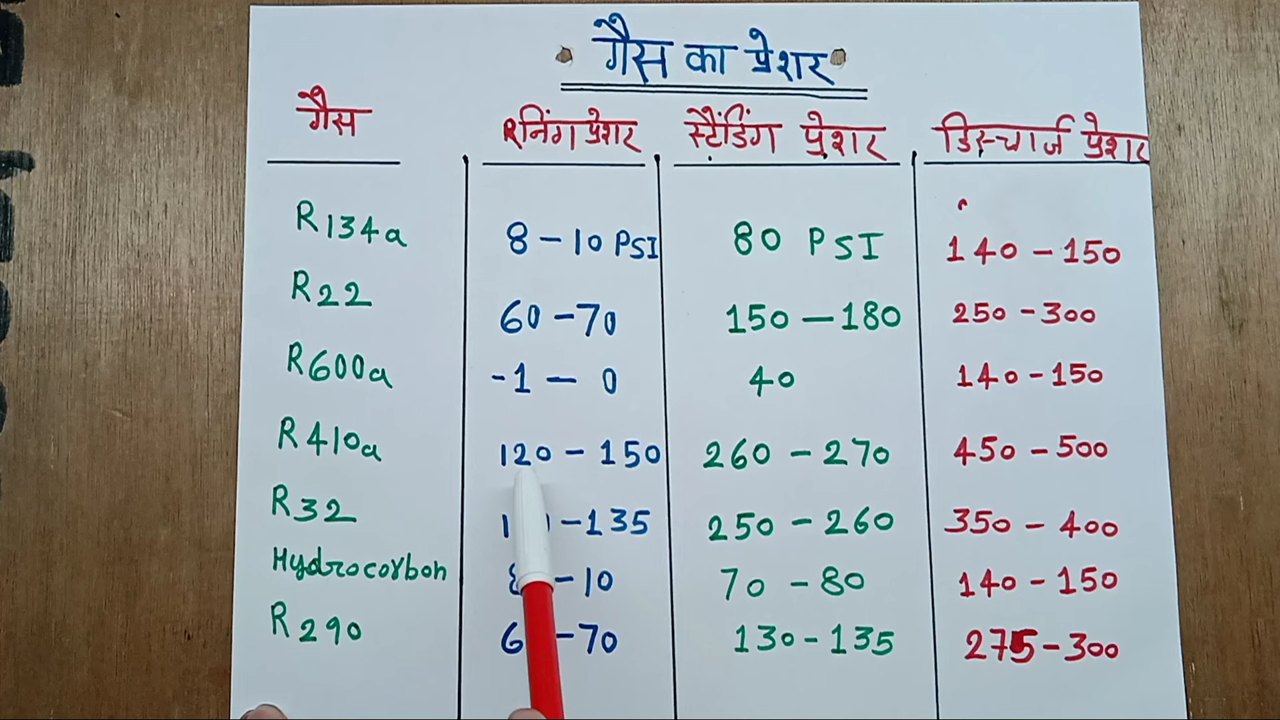 गैस का प्रेशर
गैस Rनिंग प्रेशर स्टैंडिंग प्रेशर डिस्चार्ज प्रेशर
R134a 8 - 10 PSI 80 PSI 140 - 150
R22 60 - 70 150 - 180 250 - 300
R600a -1 - 0 40 140 - 150
R410a 120 - 150 260 - 270 450 - 500
R32 - 135 250 - 260 350 - 400
Hydrocorbon - 10 70 - 80 140 - 150
R290 - 70 130 - 135 275 - 300